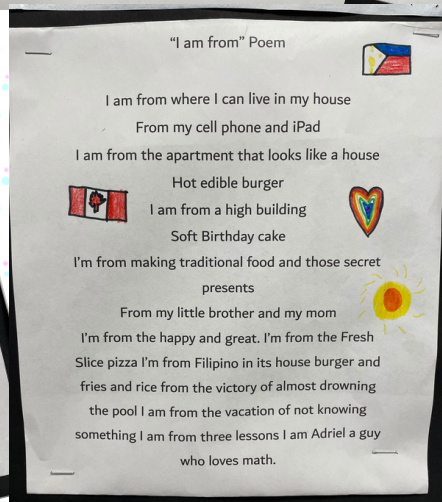 “I am from” Poem
I am from where I can live in my house
From my cell phone and iPad
I am from the apartment that looks like a house
Hot edible burger
I am from a high building
Soft Birthday cake
I'm from making traditional food and those secret
presents
From my little brother and my mom
I'm from the happy and great. I'm from the Fresh
Slice pizza I'm from Filipino in its house burger and
fries and rice from the victory of almost drowning
the pool I am from the vacation of not knowing
something I am from three lessons I am Adriel a guy
who loves math.